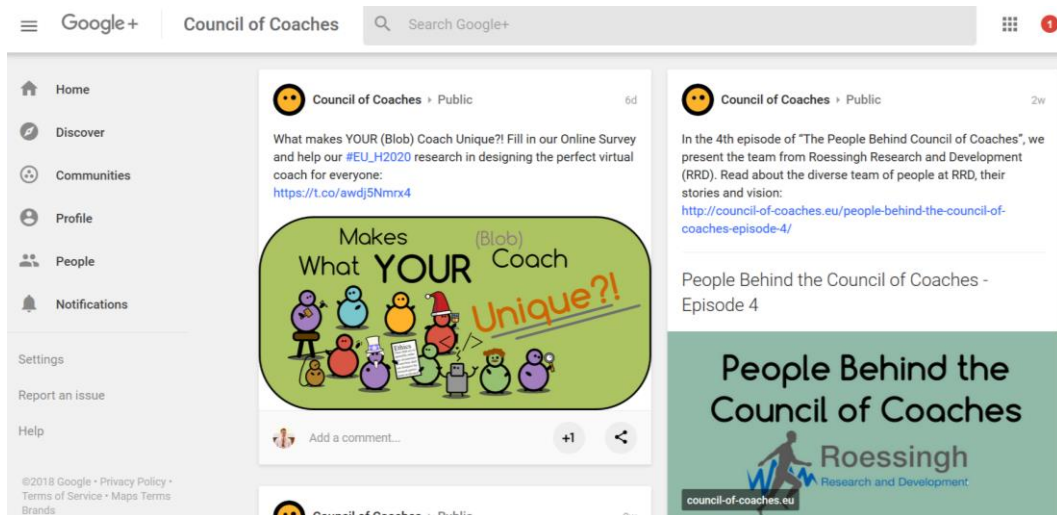 Google+
Council of Coaches
Search Google+
1
Home
Discover
Communities
Profile
People
Notifications
Settings
Report an issue
Help
©2018 Google • Privacy Policy •
Terms of Service • Maps Terms
Brands
Council of Coaches ▸ Public
6d
What makes YOUR (Blob) Coach Unique?! Fill in our Online Survey
and help our #EU_H2020 research in designing the perfect virtual
coach for everyone:
https://t.co/awdj5Nmrx4
Makes (Blob)
What YOUR Coach
Unique?!
Ethics
</>
Add a comment...
+1
Council of Coaches ▸ Public
Council of Coaches ▸ Public
2w
In the 4th episode of "The People Behind Council of Coaches", we
present the team from Roessingh Research and Development
(RRD). Read about the diverse team of people at RRD, their
stories and vision:
http://council-of-coaches.eu/people-behind-the-council-of-
coaches-episode-4/
People Behind the Council of Coaches -
Episode 4
People Behind the
Council of Coaches
Roessingh
Research and Development
council-of-coaches.eu